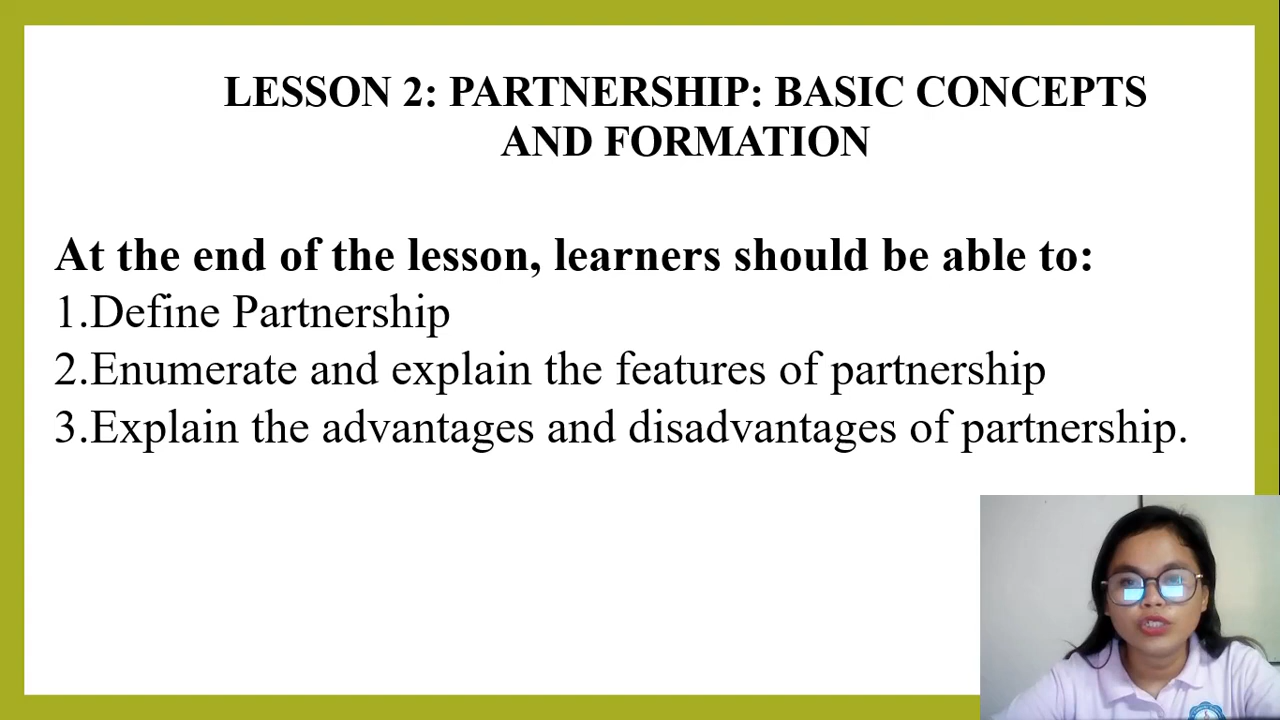 LESSON 2: PARTNERSHIP: BASIC CONCEPTS
AND FORMATION
At the end of the lesson, learners should be able to:
1.Define Partnership
2.Enumerate and explain the features of partnership
3.Explain the advantages and disadvantages of partnership.